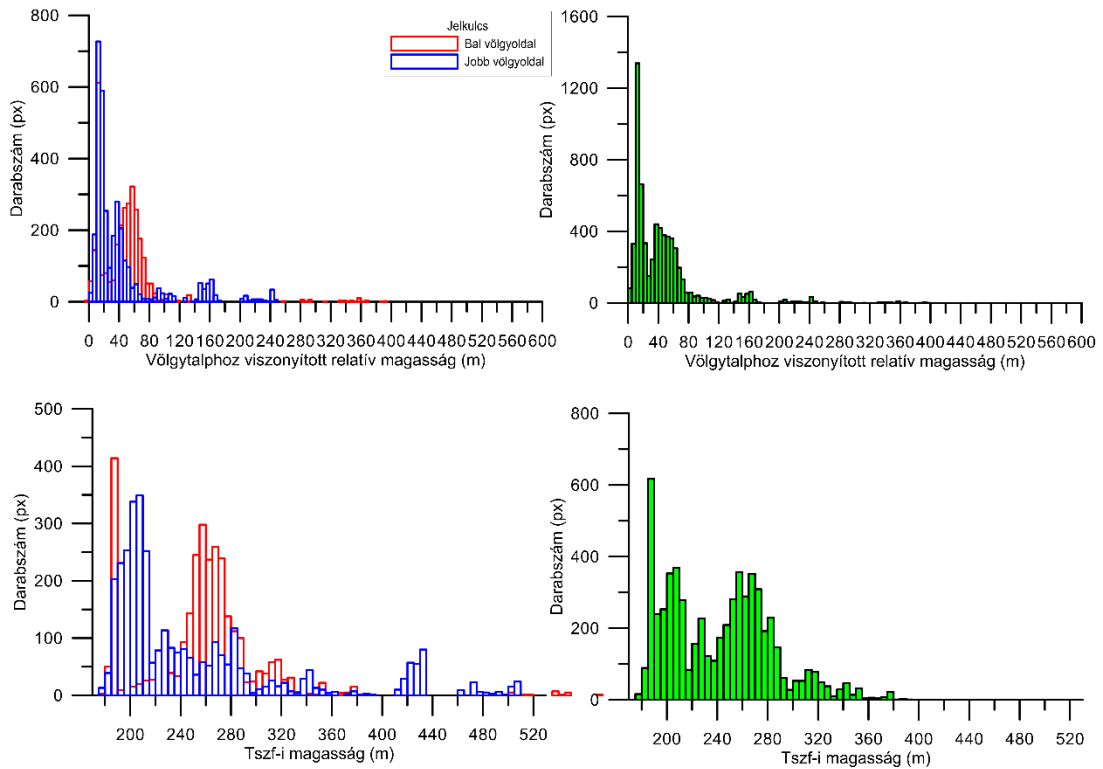 800
600
400
200
0
Darabszám (px)
Jelkulcs
Bal völgyoldal
Jobb völgyoldal
0 40 80 120 160 200 240 280 320 360 400 440 480 520 560 600
Völgytalphoz viszonyított relatív magasság (m)
1600
1200
800
400
0
Darabszám (px)
0 40 80 120 160 200 240 280 320 360 400 440 480 520 560 600
Völgytalphoz viszonyított relatív magasság (m)
500
400
300
200
100
0
Darabszám (px)
200 240 280 320 360 400 440 480 520
Tszf-i magasság (m)
800
600
400
200
0
Darabszám (px)
200 240 280 320 360 400 440 480 520
Tszf-i magasság (m)